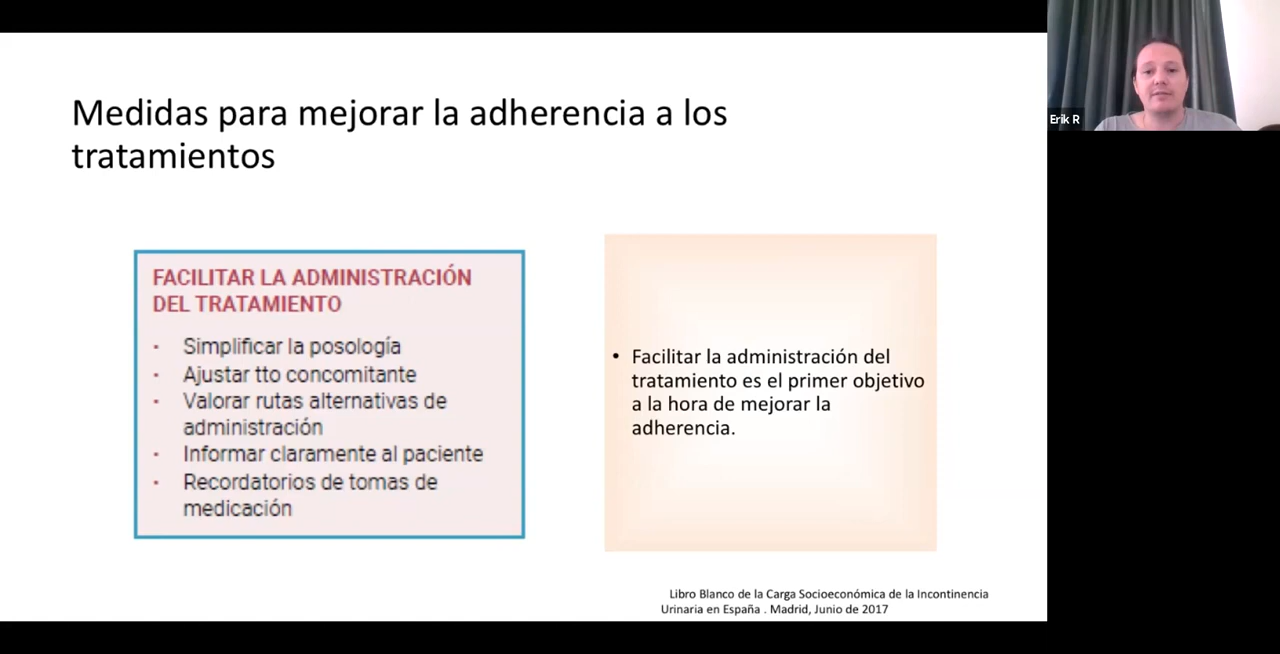 Medidas para mejorar la adherencia a los
tratamientos
FACILITAR LA ADMINISTRACIÓN
DEL TRATAMIENTO
· Simplificar la posología
· Ajustar tto concomitante
· Valorar rutas alternativas de
administración
· Informar claramente al paciente
· Recordatorios de tomas de
medicación
• Facilitar la administración del
tratamiento es el primer objetivo
a la hora de mejorar la
adherencia.
Libro Blanco de la Carga Socioeconómica de la Incontinencia
Urinaria en España . Madrid, Junio de 2017
Erik R